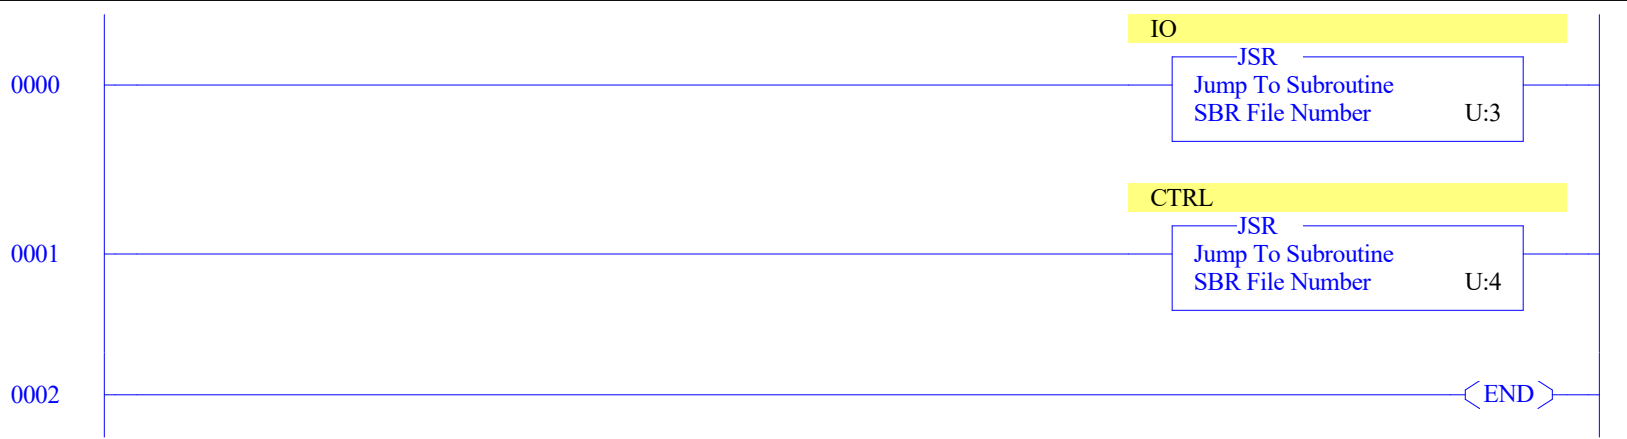 IO
JSR
0000
Jump To Subroutine
SBR File Number U:3
CTRL
JSR
0001
Jump To Subroutine
SBR File Number U:4
0002
END